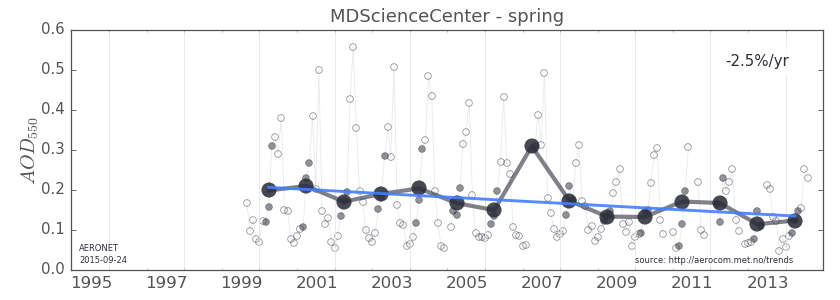 MDScienceCenter - spring
0.6
0.5
0.4
0.3
0.2
0.1
0.0
AOD550
-2.5%/yr
AERONET
2015-09-24
source: http://aerocom.met.no/trends
1995 1997 1999 2001 2003 2005 2007 2009 2011 2013